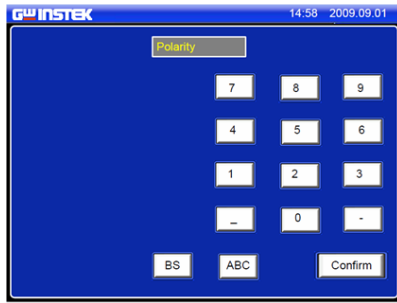 GW INSTEK 14:58 2009.09.01
Polarity
7 8 9
4 5 6
1 2 3
_ 0 -
BS ABC Confirm